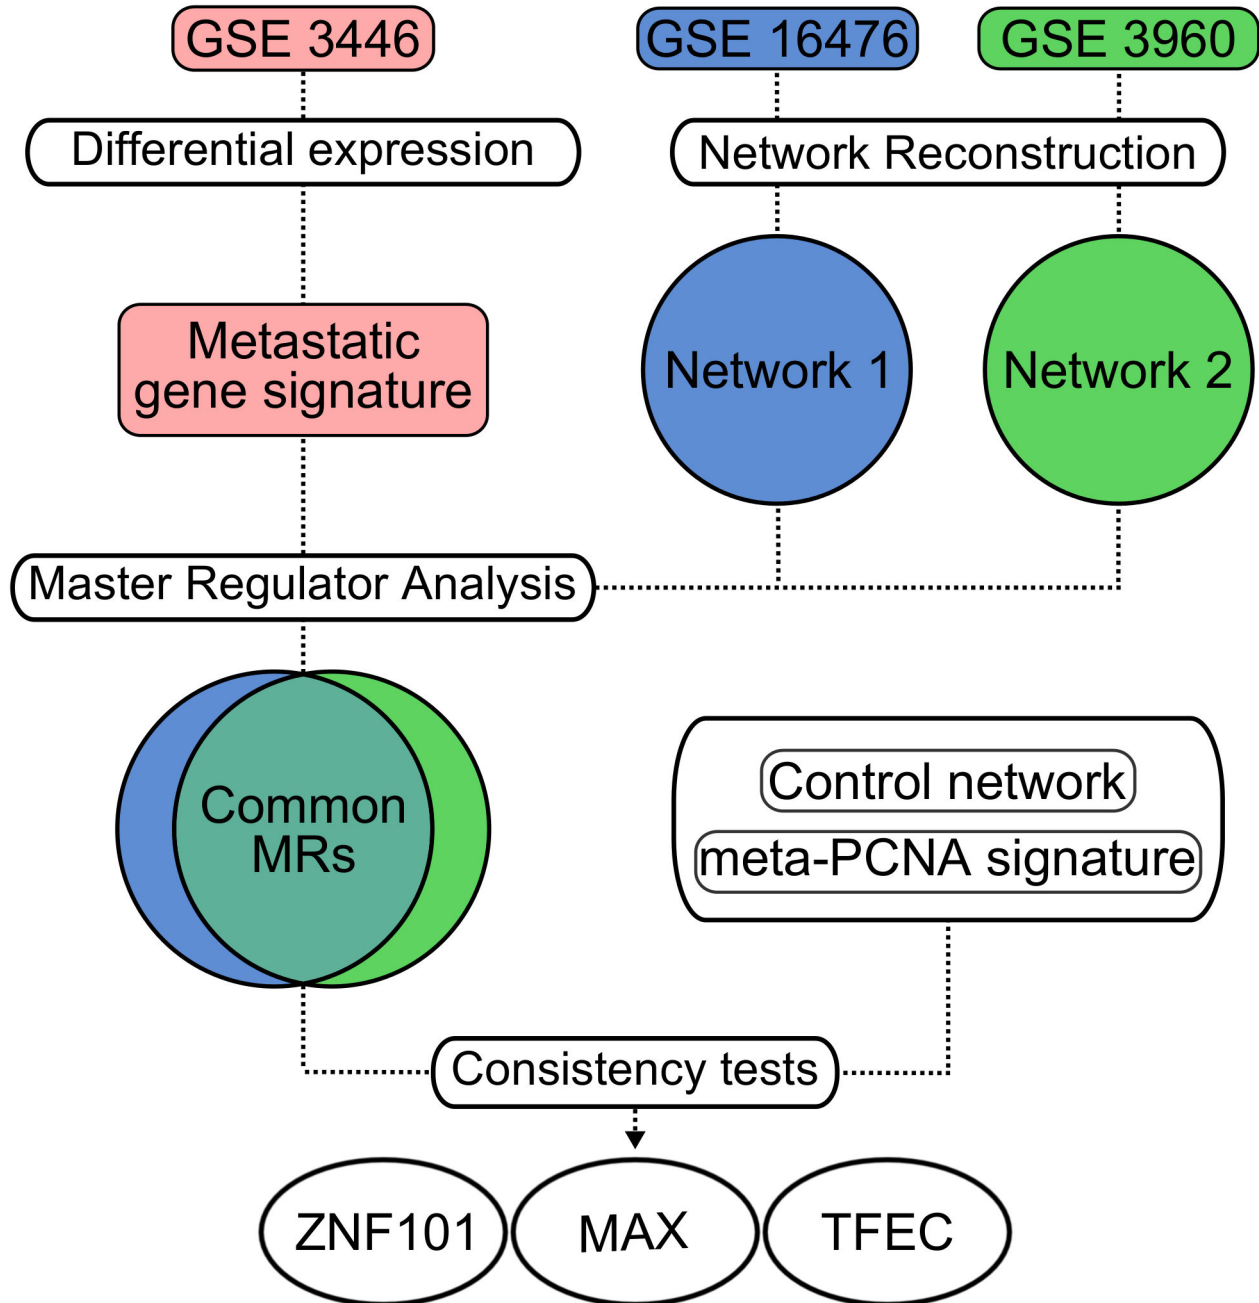 GSE 3446
GSE 16476
GSE 3960
Differential expression
Network Reconstruction
Metastatic
gene signature
Network 1
Network 2
Master Regulator Analysis
Common
MRs
Control network
meta-PCNA signature
Consistency tests
ZNF101
MAX
TFEC